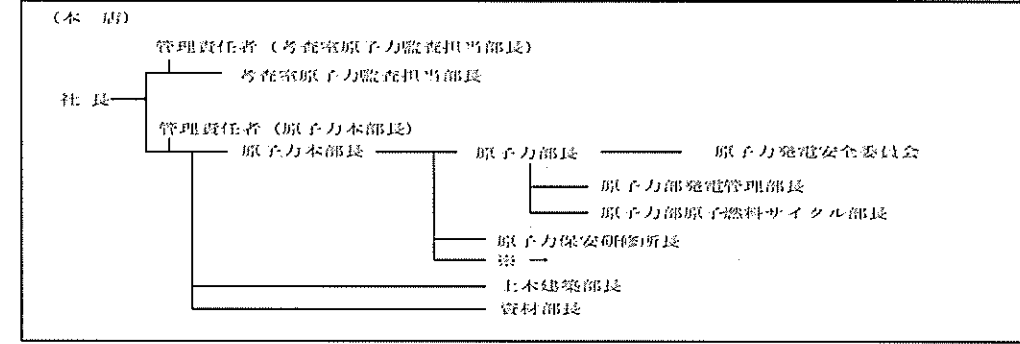 (本 店)
管理責任者 (考査室原子力監査担当部長)
考査室原子力監査担当部長
社 長
管理責任者 (原子力本部長)
原子力本部長 原子力部長 原子力発電安全委員会
原子力部発電管理部長
原子力部原子燃料サイクル部長
原子力保安研修所長
※ →
土木建築部長
資材部長